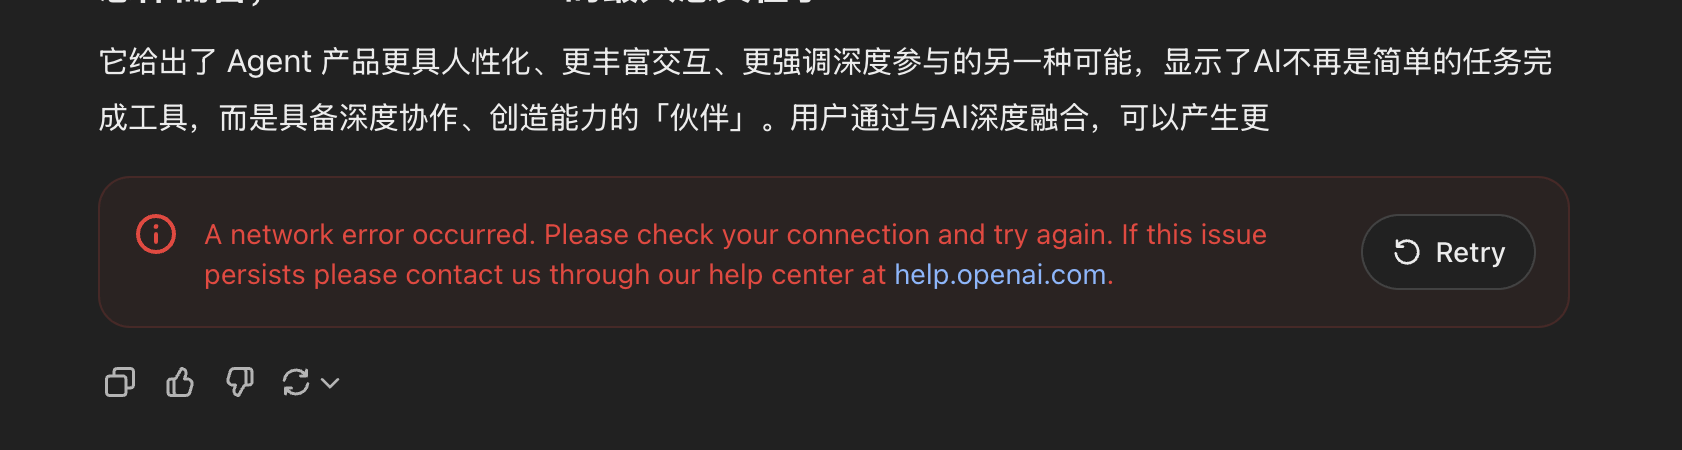 它给出了 Agent 产品更具人性化、更丰富交互、更强调深度参与的另一种可能，显示了AI不再是简单的任务完
成工具，而是具备深度协作、创造能力的「伙伴」。用户通过与AI深度融合，可以产生更
A network error occurred. Please check your connection and try again. If this issue
persists please contact us through our help center at help.openai.com.
Retry